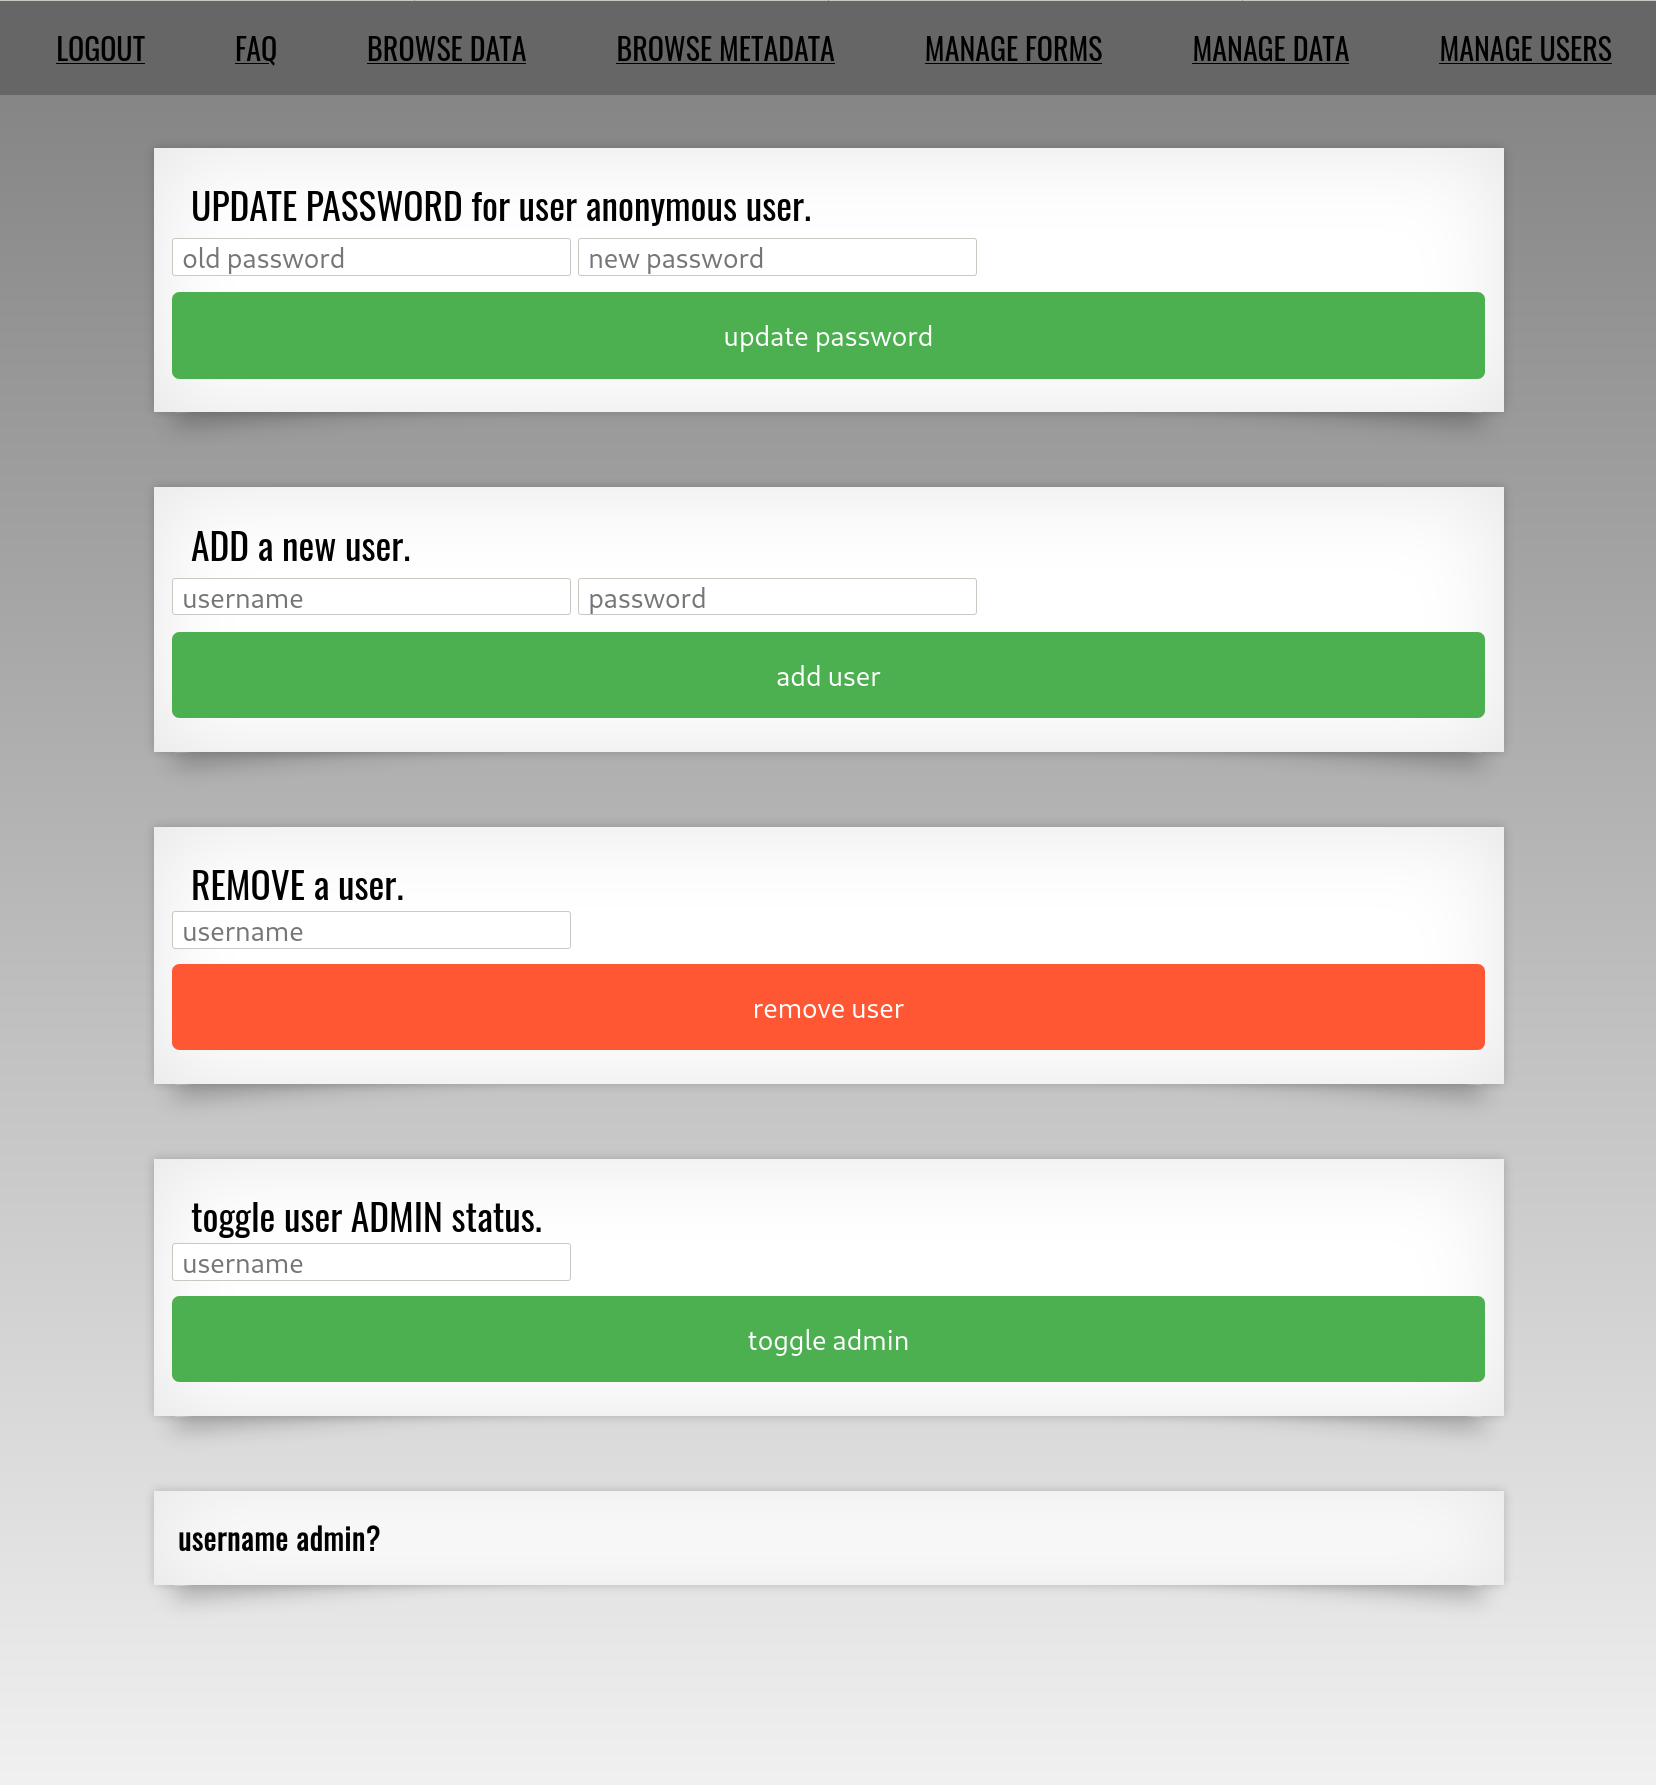 LOGOUT FAQ BROWSE DATA BROWSE METADATA MANAGE FORMS MANAGE DATA MANAGE USERS
UPDATE PASSWORD for user anonymous user.
old password new password
update password
ADD a new user.
username password
add user
REMOVE a user.
username
remove user
toggle user ADMIN status.
username
toggle admin
username admin?